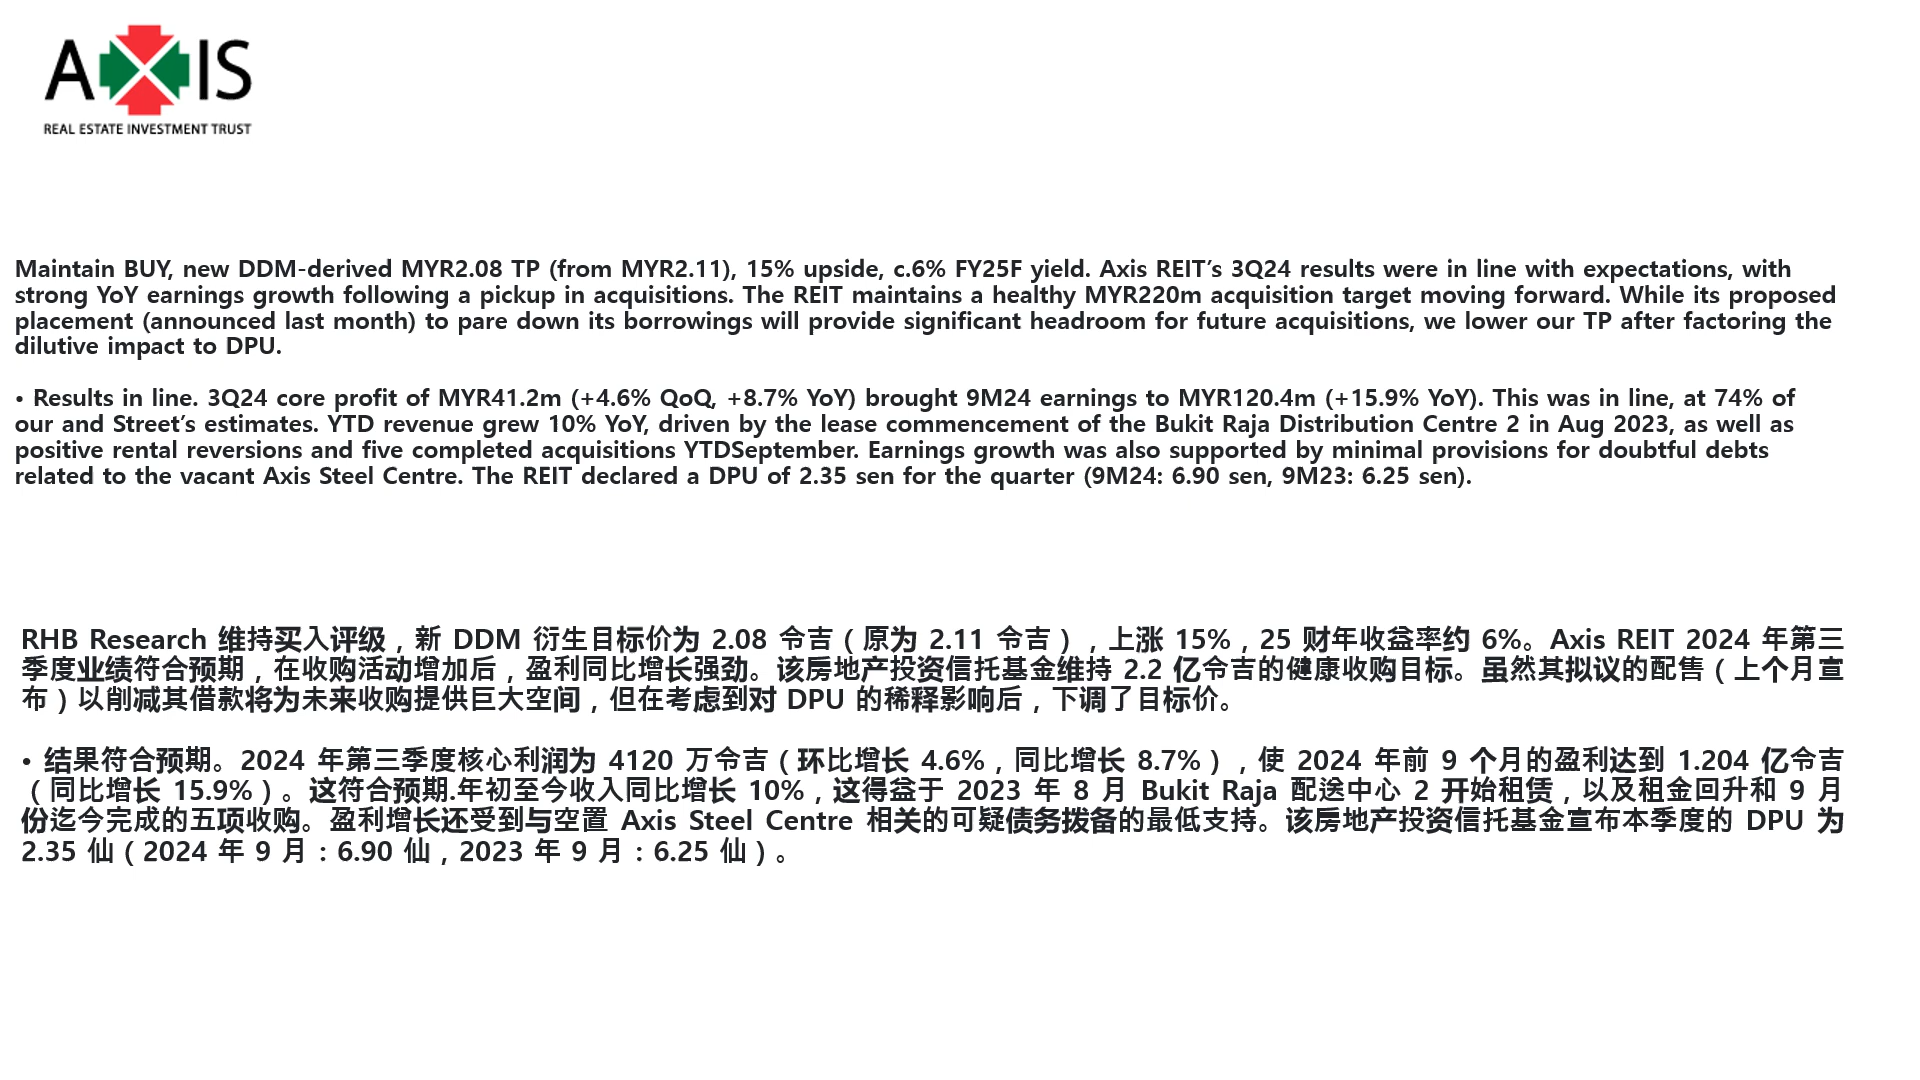 AXIS
REAL ESTATE INVESTMENT TRUST
Maintain BUY, new DDM-derived MYR2.08 TP (from MYR2.11), 15% upside, c.6% FY25F yield. Axis REIT’s 3Q24 results were in line with expectations, with
strong YoY earnings growth following a pickup in acquisitions. The REIT maintains a healthy MYR220m acquisition target moving forward. While its proposed
placement (announced last month) to pare down its borrowings will provide significant headroom for future acquisitions, we lower our TP after factoring the
dilutive impact to DPU.
• Results in line. 3Q24 core profit of MYR41.2m (+4.6% QoQ, +8.7% YoY) brought 9M24 earnings to MYR120.4m (+15.9% YoY). This was in line, at 74% of
our and Street’s estimates. YTD revenue grew 10% YoY, driven by the lease commencement of the Bukit Raja Distribution Centre 2 in Aug 2023, as well as
positive rental reversions and five completed acquisitions YTDSeptember. Earnings growth was also supported by minimal provisions for doubtful debts
related to the vacant Axis Steel Centre. The REIT declared a DPU of 2.35 sen for the quarter (9M24: 6.90 sen, 9M23: 6.25 sen).
RHB Research 维持买入评级，新 DDM 衍生目标价为 2.08 令吉（原为 2.11 令吉），上涨 15%，25 财年收益率约 6%。Axis REIT 2024 年第三
季度业绩符合预期，在收购活动增加后，盈利同比增长强劲。该房地产投资信托基金维持 2.2 亿令吉的健康收购目标。虽然其拟议的配售（上个月宣
布）以削减其借款将为未来收购提供巨大空间，但在考虑到对 DPU 的稀释影响后，下调了目标价。
• 结果符合预期。2024 年第三季度核心利润为 4120 万令吉（环比增长 4.6%，同比增长 8.7%），使 2024 年前 9 个月的盈利达到 1.204 亿令吉
（同比增长 15.9%）。这符合预期.年初至今收入同比增长 10%，这得益于 2023 年 8 月 Bukit Raja 配送中心 2 开始租赁，以及租金回升和 9 月
份迄今完成的五项收购。盈利增长还受到与空置 Axis Steel Centre 相关的可疑债务拨备的最低支持。该房地产投资信托基金宣布本季度的 DPU 为
2.35 仙（2024 年 9 月：6.90 仙，2023 年 9 月：6.25 仙）。